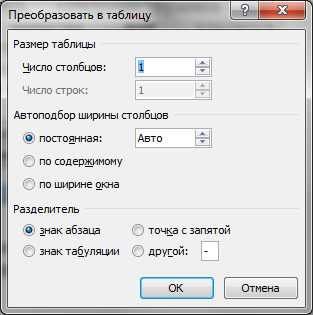 Преобразовать в таблицу
Размер таблицы
Число столбцов: 1
Число строк: 1
Автоподбор ширины столбцов
постоянная: Авто
по содержимому
по ширине окна
Разделитель
знак абзаца точка с запятой
знак табуляции другой: -
ОК Отмена